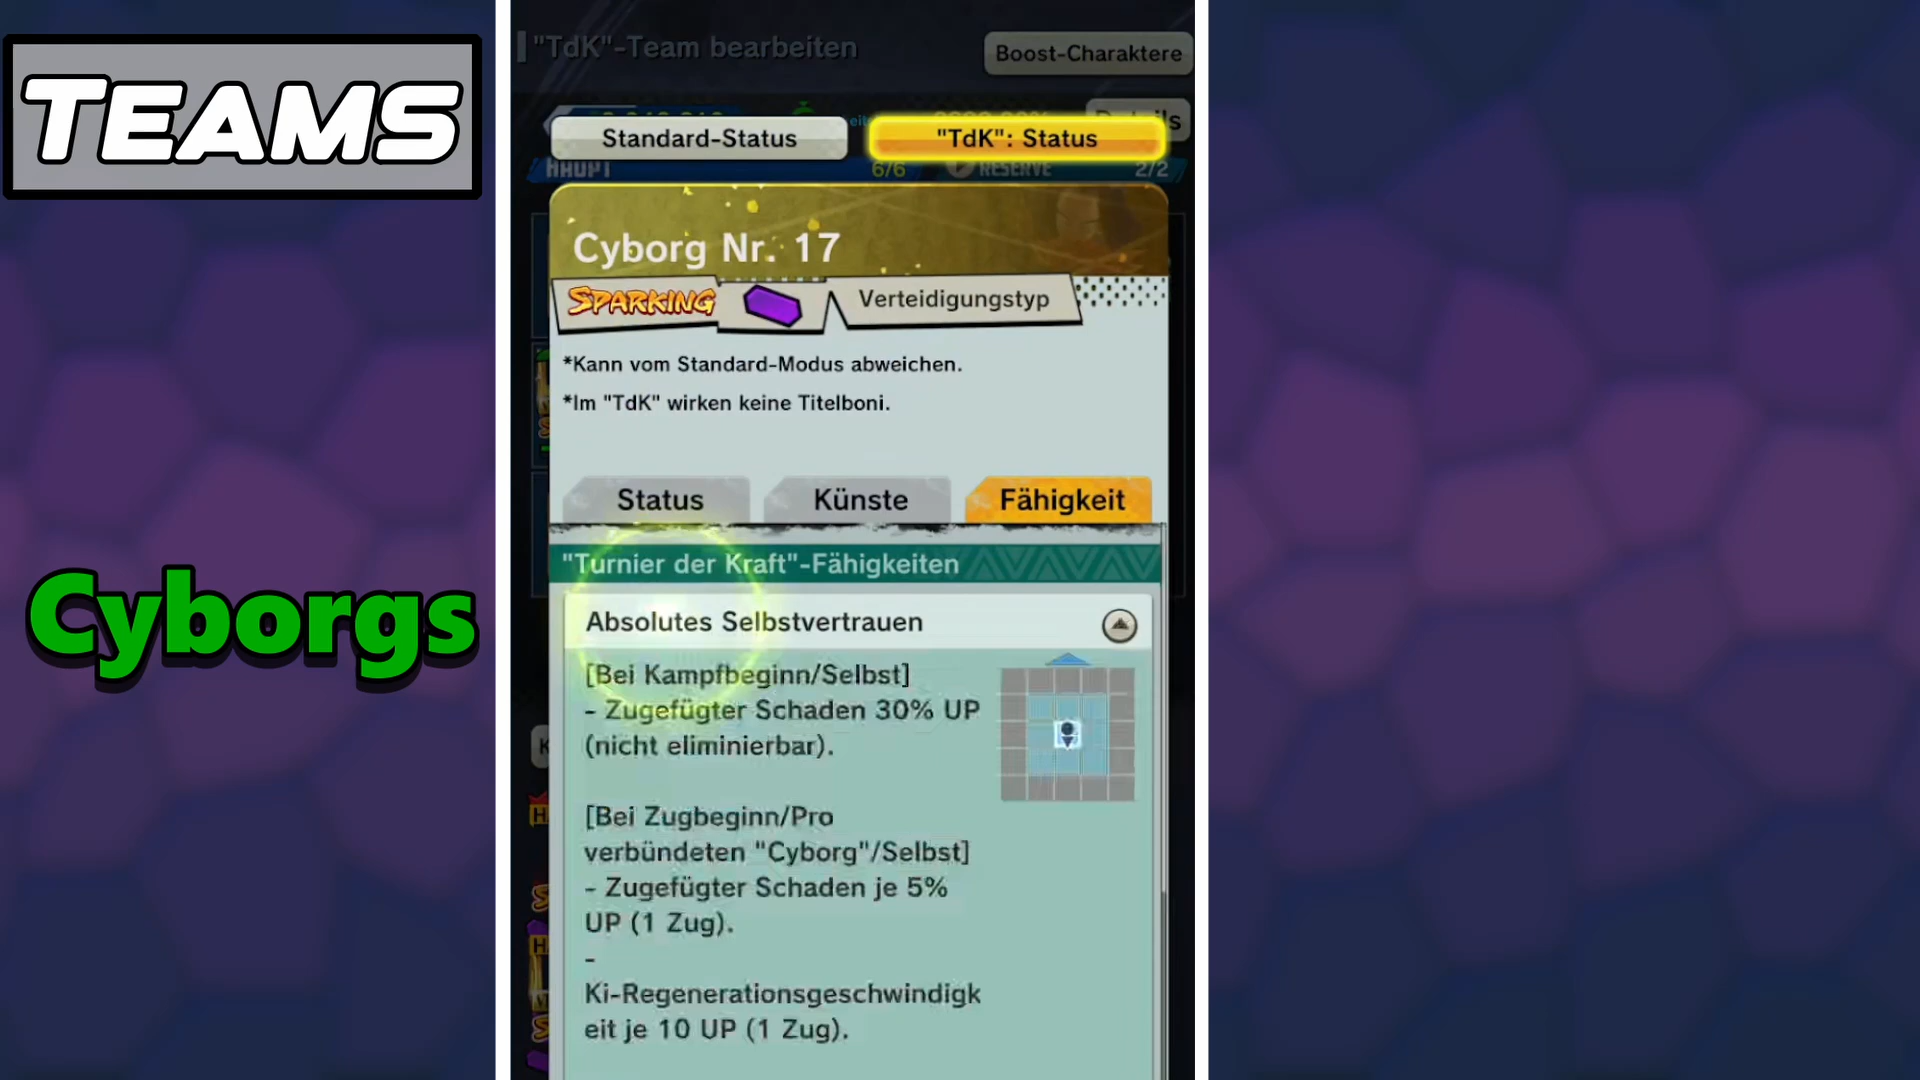 TEAMS
Cyborgs
"TdK"-Team bearbeiten
Boost-Charaktere
Standard-Status
"TdK": Status
HAUPT
6/6
RESERVE
2/2
Cyborg Nr. 17
SPARKING
Verteidigungstyp
*Kann vom Standard-Modus abweichen.
*Im "TdK" wirken keine Titelboni.
Status
Künste
Fähigkeit
"Turnier der Kraft"-Fähigkeiten
Absolutes Selbstvertrauen
[Bei Kampfbeginn/Selbst]
- Zugefügter Schaden 30% UP
(nicht eliminierbar).
[Bei Zugbeginn/Pro
verbündeten "Cyborg"/Selbst]
- Zugefügter Schaden je 5%
UP (1 Zug).
-
Ki-Regenerationsgeschwindigk
eit je 10 UP (1 Zug).